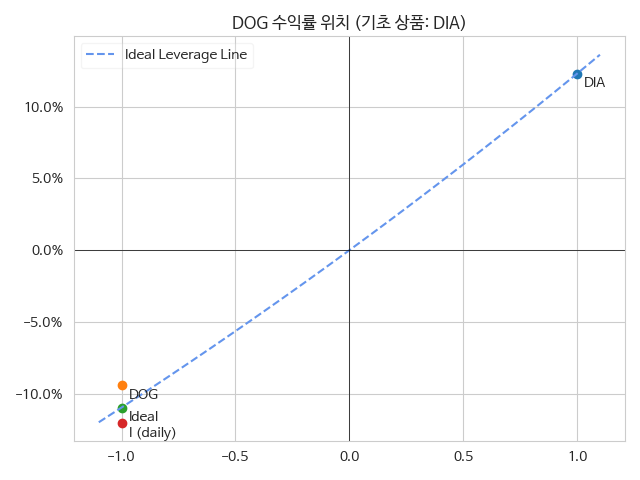 DOG 수익률 위치 (기초 상품: DIA)
Ideal Leverage Line
DIA
10.0%
5.0%
0.0%
−5.0%
−10.0%
DOG
Ideal
I (daily)
−1.0
−0.5
0.0
0.5
1.0